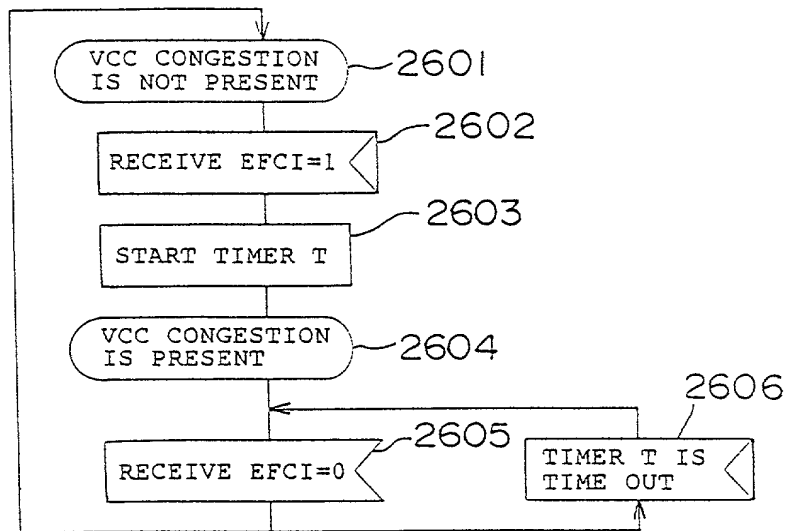 VCC CONGESTION
IS NOT PRESENT
2601
RECEIVE EFCI=1
2602
START TIMER T
2603
VCC CONGESTION
IS PRESENT
2604
RECEIVE EFCI=0
2605
TIMER T IS
TIME OUT
2606